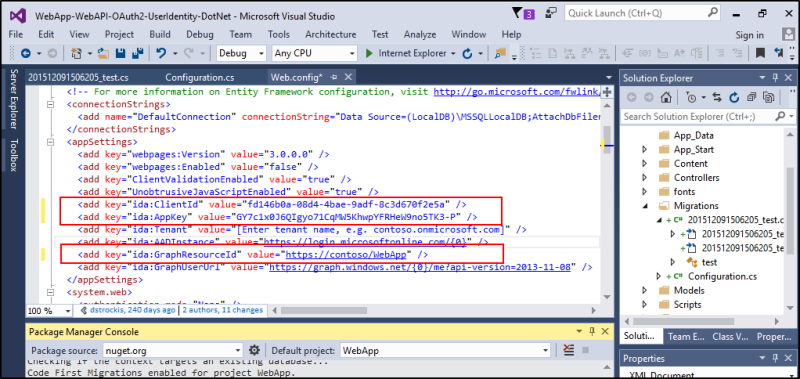 WebApp-WebAPI-OAuth2-UserIdentity-DotNet - Microsoft Visual Studio
3
Quick Launch (Ctrl+Q)
File Edit View Project Build Debug Team Tools Architecture Test Analyze Window Help
Sign in
Debug Any CPU Internet Explorer
Server Explorer
Toolbox
201512091506205_test.cs Configuration.cs Web.config*
<!-- For more information on Entity Framework configuration, visit http://go.microsoft.com/fwlink/
<connectionStrings>
<add name="DefaultConnection" connectionString="Data Source=(LocalDB)\MSSQLLocalDB;AttachDbFilen
</connectionStrings>
<appSettings>
<add key="webpages:Version" value="3.0.0.0" />
<add key="webpages:Enabled" value="false" />
<add key="ClientValidationEnabled" value="true" />
<add key="UnobtrusiveJavaScriptEnabled" value="true" />
<add key="ida:ClientId" value="fd146b0a-08d4-4bae-9adf-8c3d670f2e5a" />
<add key="ida:AppKey" value="GY7c1x0J6QIgyo71CqMW5KhwpYFRHeW9no5TK3-P" />
<add key="ida:Tenant" value="[Enter tenant name, e.g. contoso.onmicrosoft.com]" />
<add key="ida:AADInstance" value="https://login.microsoftonline.com/{0}" />
<add key="ida:GraphResourceId" value="https://contoso/WebApp" />
<add key="ida:GraphUserUrl" value="https://graph.windows.net/{0}/me?api-version=2013-11-08" />
</appSettings>
<system.web>
<authentication mode="None" />
100 % dstrockis, 240 days ago | 2 authors, 11 changes
Package Manager Console
Package source: nuget.org Default project: WebApp
Checking if the context targets an existing database...
Code First Migrations enabled for project WebApp.
Solution Explorer
Search Solution Explorer (Ctrl+;)
App_Data
App_Start
Content
Controllers
fonts
Migrations
201512091506205_test.
20151209150620
20151209150620
test
Configuration.cs
Models
Scripts
Soluti... Team E... Class V... Proper...
Properties
XML Document